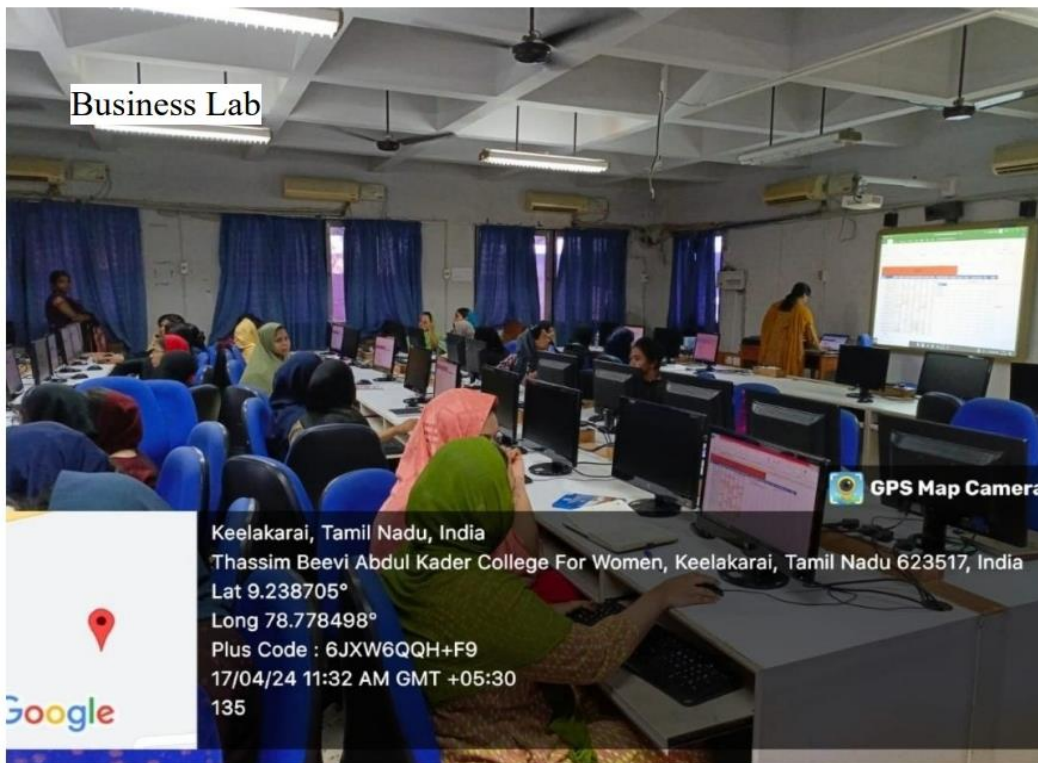 Business Lab
GPS Map Camera
Keelakarai, Tamil Nadu, India
Thassim Beevi Abdul Kader College For Women, Keelakarai, Tamil Nadu 623517, India
Lat 9.238705°
Long 78.778498°
Plus Code : 6JXW6QQH+F9
17/04/24 11:32 AM GMT +05:30
135
Google